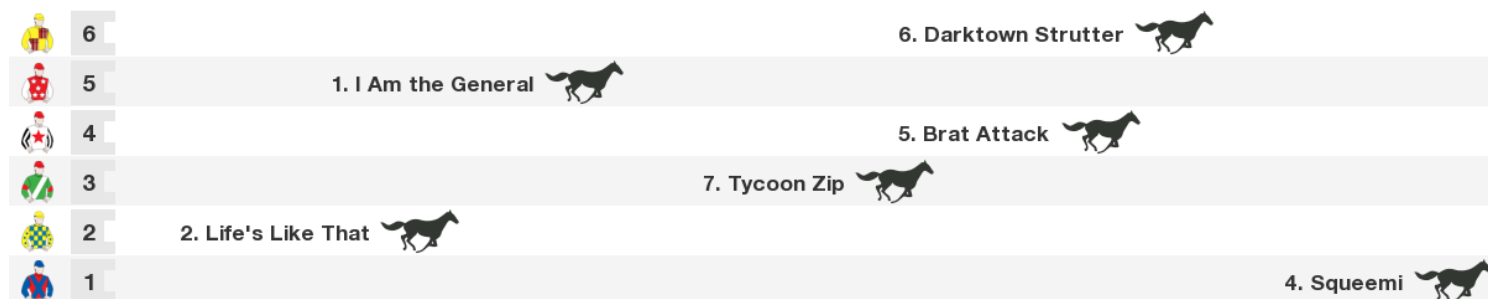 6 6. Darktown Strutter
5 1. I Am the General
4 5. Brat Attack
3 7. Tycoon Zip
2 2. Life's Like That
1 4. Squeemi